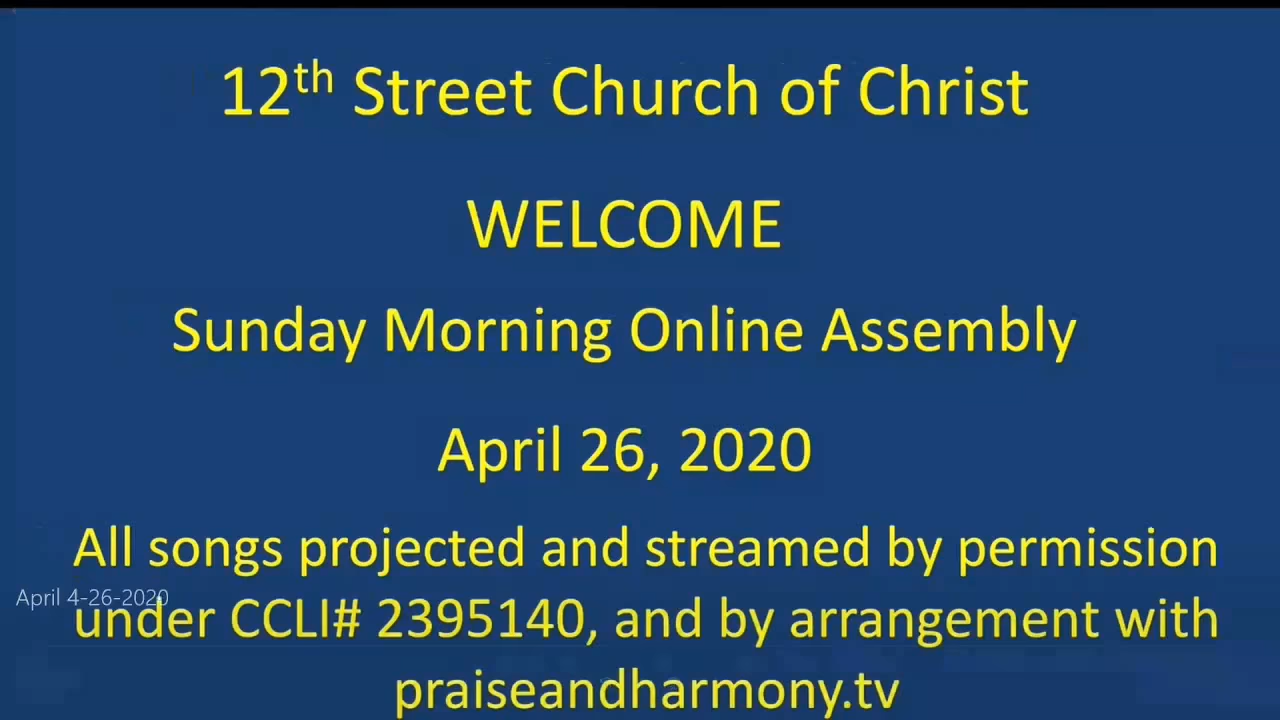 12th Street Church of Christ
WELCOME
Sunday Morning Online Assembly
April 26, 2020
All songs projected and streamed by permission
April 4-26-2020
under CCLI# 2395140, and by arrangement with
praiseandharmony.tv